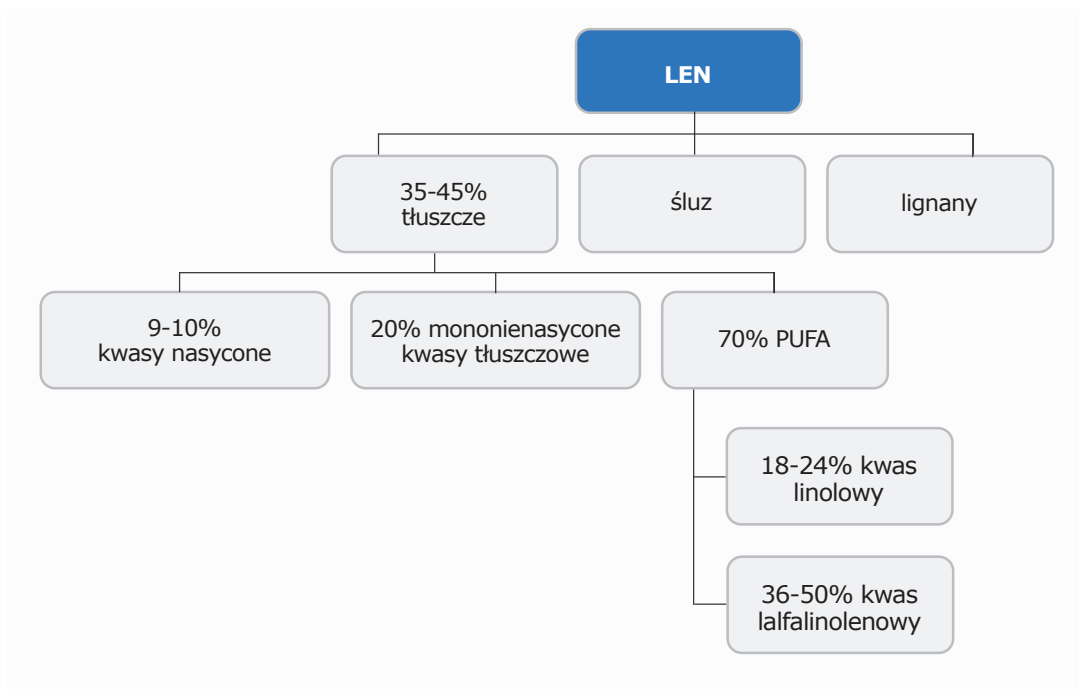 LEN
35-45%
tłuszcze
śluz
lignany
9-10%
kwasy nasycone
20% mononienasycone
kwasy tłuszczowe
70% PUFA
18-24% kwas
linolowy
36-50% kwas
lalfalinolenowy